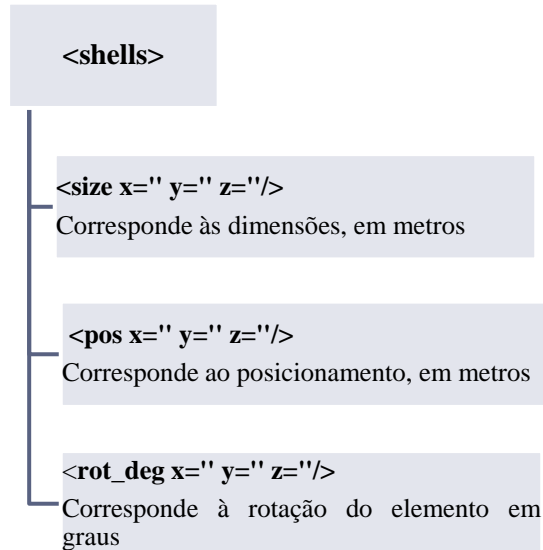 <shells>
<size x='' y='' z=''/>
Corresponde às dimensões, em metros
<pos x='' y='' z=''/>
Corresponde ao posicionamento, em metros
<rot_deg x='' y='' z=''/>
Corresponde à rotação do elemento em
graus